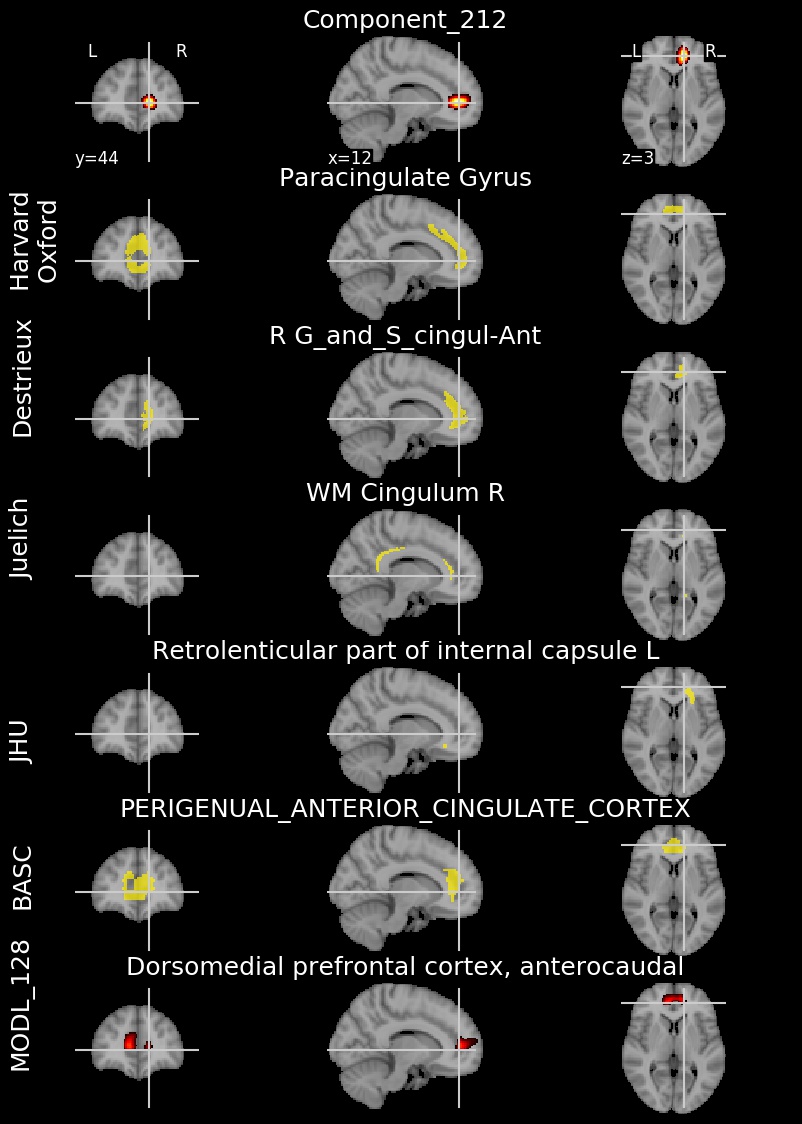 Component_212
L R
L R
y=44
x=12
z=3
Paracingulate Gyrus
Harvard
Oxford
R G_and_S_cingul-Ant
Destrieux
WM Cingulum R
Juelich
Retrolenticular part of internal capsule L
JHU
PERIGENUAL_ANTERIOR_CINGULATE_CORTEX
BASC
Dorsomedial prefrontal cortex, anterocaudal
MODL_128